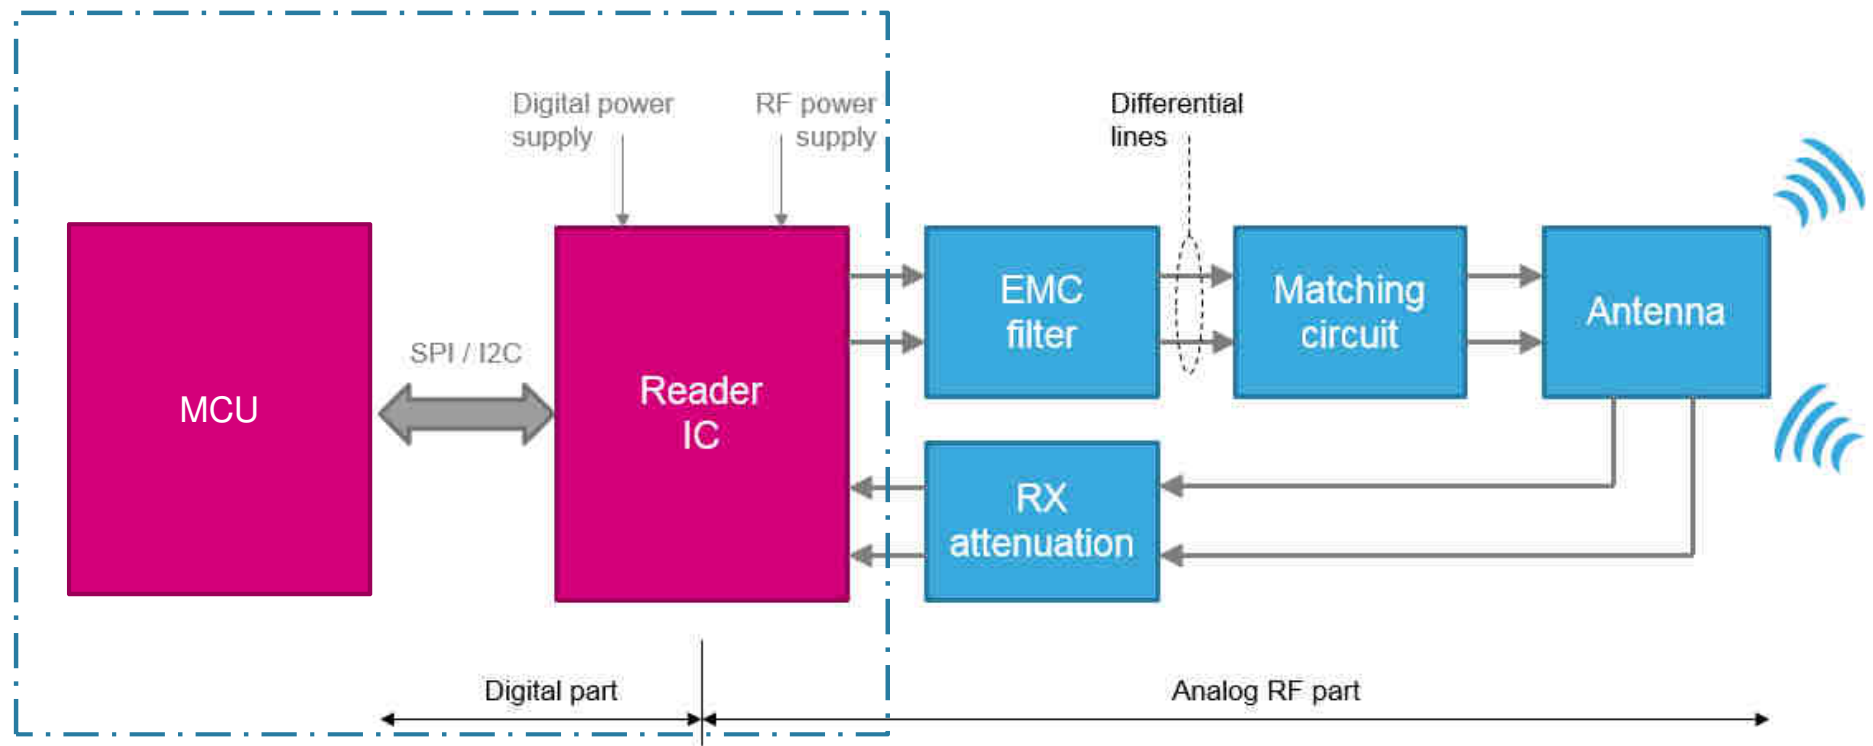 Digital power
supply
RF power
supply
Differential
lines
MCU
SPI / I2C
Reader
IC
EMC
filter
Matching
circuit
Antenna
RX
attenuation
Digital part
Analog RF part